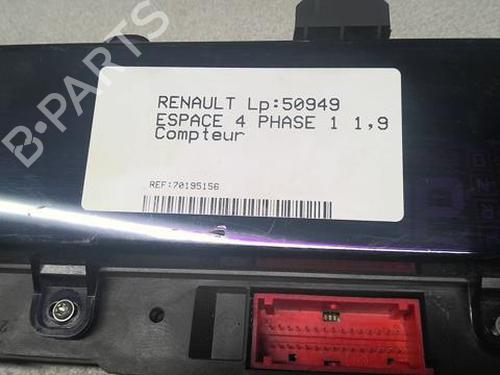 B-PARTS
RENAULT Lp:50949
ESPACE 4 PHASE 1 1,9
Compteur
REF:70195156